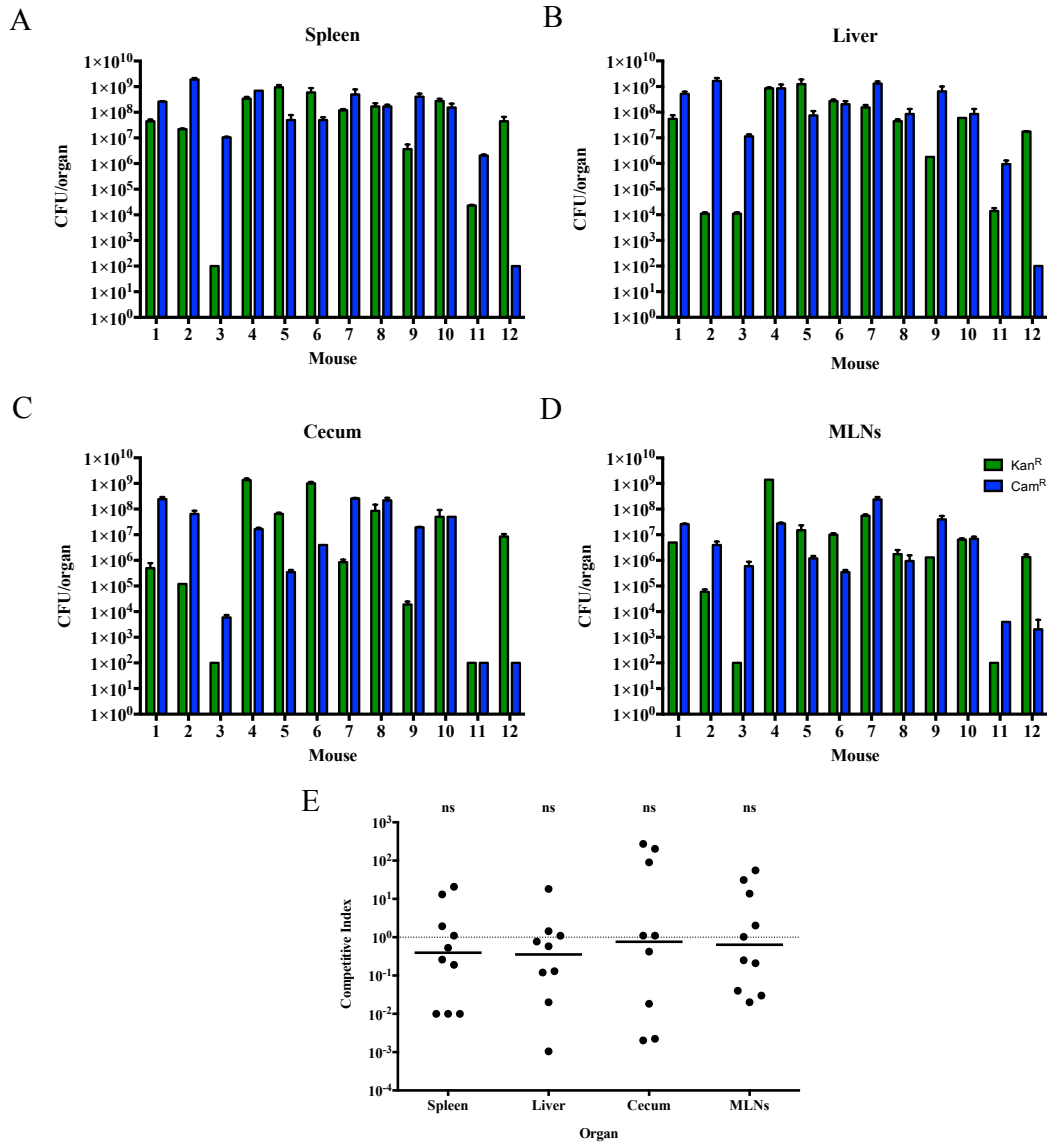 A
Spleen
CFU/organ
1×10¹⁰
1×10⁹
1×10⁸
1×10⁷
1×10⁶
1×10⁵
1×10⁴
1×10³
1×10²
1×10¹
1×10⁰
1 2 3 4 5 6 7 8 9 10 11 12
Mouse
B
Liver
CFU/organ
1×10¹⁰
1×10⁹
1×10⁸
1×10⁷
1×10⁶
1×10⁵
1×10⁴
1×10³
1×10²
1×10¹
1×10⁰
1 2 3 4 5 6 7 8 9 10 11 12
Mouse
C
Cecum
CFU/organ
1×10¹⁰
1×10⁹
1×10⁸
1×10⁷
1×10⁶
1×10⁵
1×10⁴
1×10³
1×10²
1×10¹
1×10⁰
1 2 3 4 5 6 7 8 9 10 11 12
Mouse
D
MLNs
CFU/organ
1×10¹⁰
1×10⁹
1×10⁸
1×10⁷
1×10⁶
1×10⁵
1×10⁴
1×10³
1×10²
1×10¹
1×10⁰
1 2 3 4 5 6 7 8 9 10 11 12
Mouse
Kanᴿ
Camᴿ
E
ns ns ns ns
Competitive Index
10³
10²
10¹
10⁰
10⁻¹
10⁻²
10⁻³
10⁻⁴
Spleen Liver Cecum MLNs
Organ